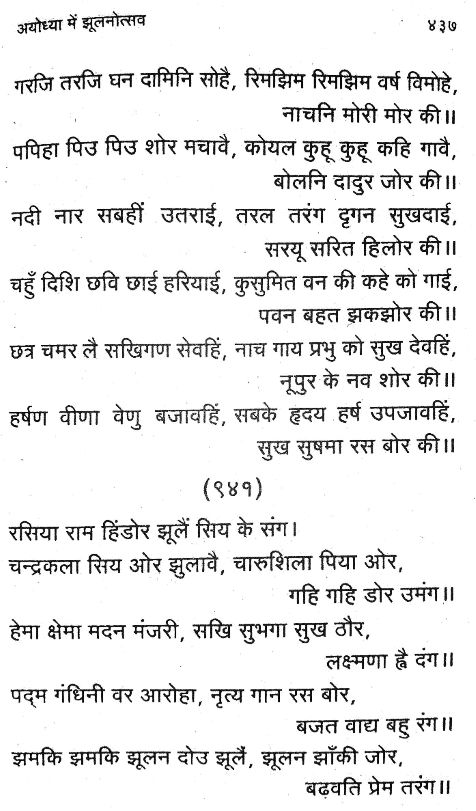 अयोध्या में झूलनोत्सव ४३७
गरजि तरजि घन दामिनि सोहै, रिमझिम रिमझिम वर्ष विमोहे,
नाचनि मोरी मोर की॥
पपिहा पिउ पिउ शोर मचावै, कोयल कुहू कुहू कहि गावै,
बोलनि दादुर जोर की॥
नदी नार सबहीं उतराई, तरल तरंग दृगन सुखदाई,
सरयू सरित हिलोर की॥
चहुँ दिशि छवि छाई हरियाई, कुसुमित वन की कहे को गाई,
पवन बहत झकझोर की॥
छत्र चमर लै सखिगण सेवहिं, नाच गाय प्रभु को सुख देवहिं,
नूपुर के नव शोर की॥
हर्षण वीणा वेणु बजावहिं, सबके हृदय हर्ष उपजावहिं,
सुख सुषमा रस बोर की॥
(९४१)
रसिया राम हिंडोर झूलैं सिय के संग।
चन्द्रकला सिय ओर झुलावै, चारुशिला पिया ओर,
गहि गहि डोर उमंग॥
हेमा क्षेमा मदन मंजरी, सखि सुभगा सुख ठौर,
लक्ष्मणा ह्वै दंग॥
पद्म गंधिनी वर आरोहा, नृत्य गान रस बोर,
बजत वाद्य बहु रंग॥
झमकि झमकि झूलन दोउ झूलैं, झूलन झाँकी जोर,
बढ़वति प्रेम तरंग॥